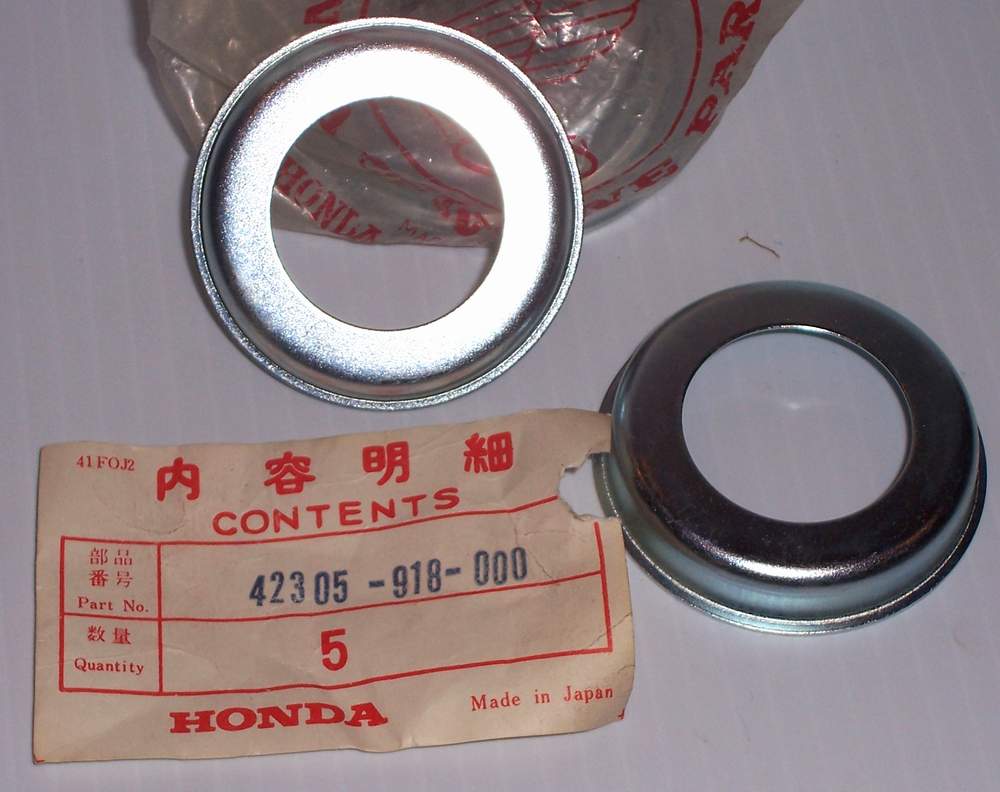 HONDA
PAR
41FOJ2
内容明細
CONTENTS
部品
番号
Part No.
42305-918-000
数量
Quantity
5
HONDA
Made in Japan